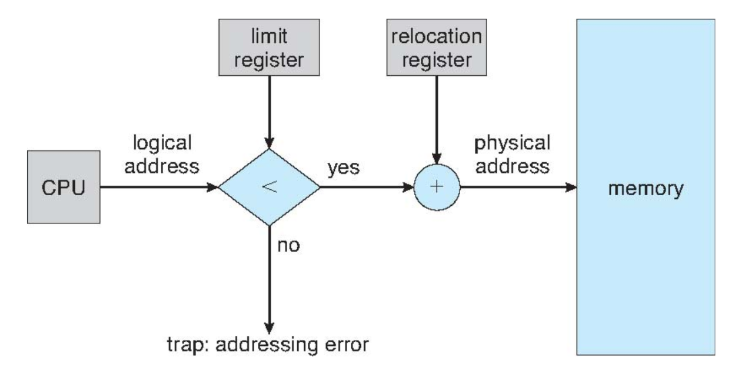 limit
register
relocation
register
logical
address
physical
address
CPU
<
yes
+
memory
no
trap: addressing error